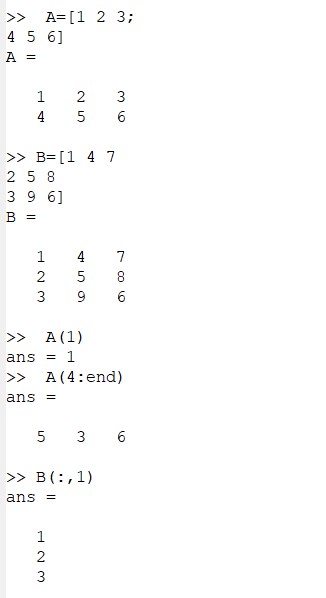 >>  A=[1 2 3;
4 5 6]
A =
1 2 3
4 5 6
>> B=[1 4 7
2 5 8
3 9 6]
B =
1 4 7
2 5 8
3 9 6
>>  A(1)
ans = 1
>>  A(4:end)
ans =
5 3 6
>> B(:,1)
ans =
1
2
3